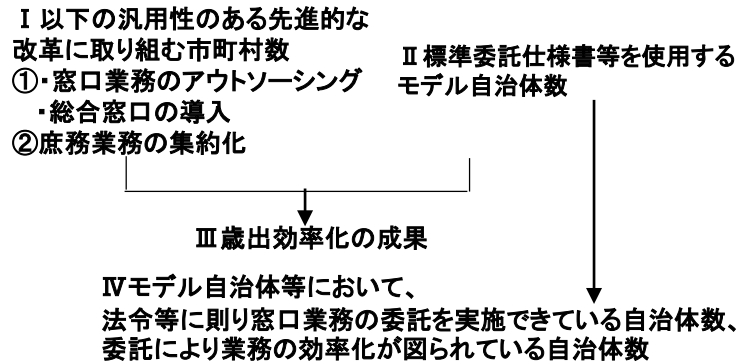 Ⅰ以下の汎用性のある先進的な
改革に取り組む市町村数
①・窓口業務のアウトソーシング
・総合窓口の導入
②庶務業務の集約化
Ⅱ標準委託仕様書等を使用する
モデル自治体数
Ⅲ歳出効率化の成果
Ⅳモデル自治体等において、
法令等に則り窓口業務の委託を実施できている自治体数、
委託により業務の効率化が図られている自治体数